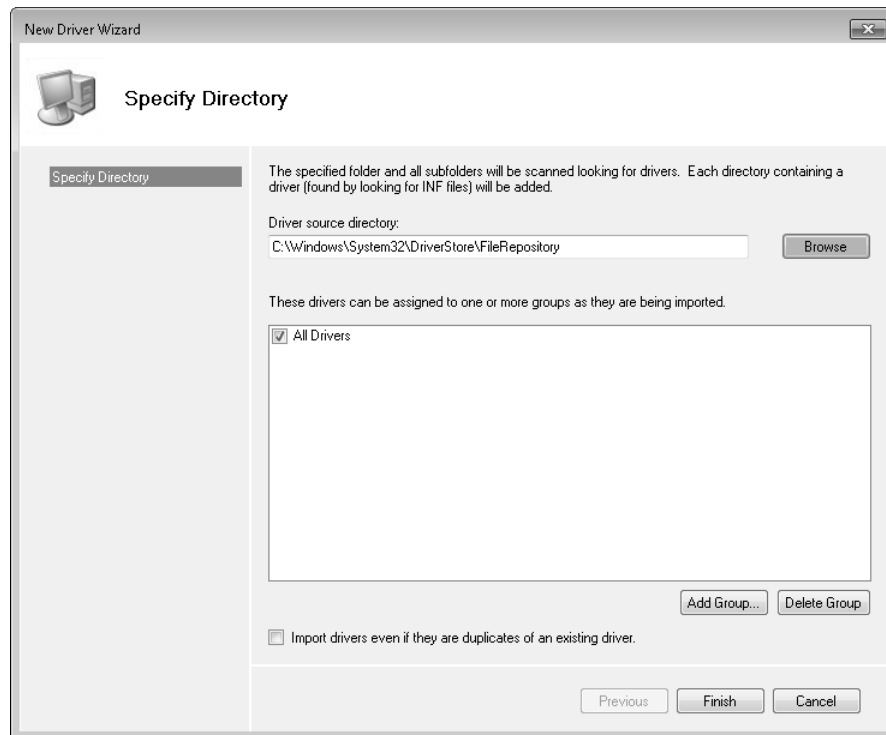 New Driver Wizard
Specify Directory
Specify Directory
The specified folder and all subfolders will be scanned looking for drivers. Each directory containing a
driver (found by looking for INF files) will be added.
Driver source directory:
C:\Windows\System32\DriverStore\FileRepository
Browse
These drivers can be assigned to one or more groups as they are being imported.
All Drivers
Add Group...
Delete Group
Import drivers even if they are duplicates of an existing driver.
Previous
Finish
Cancel